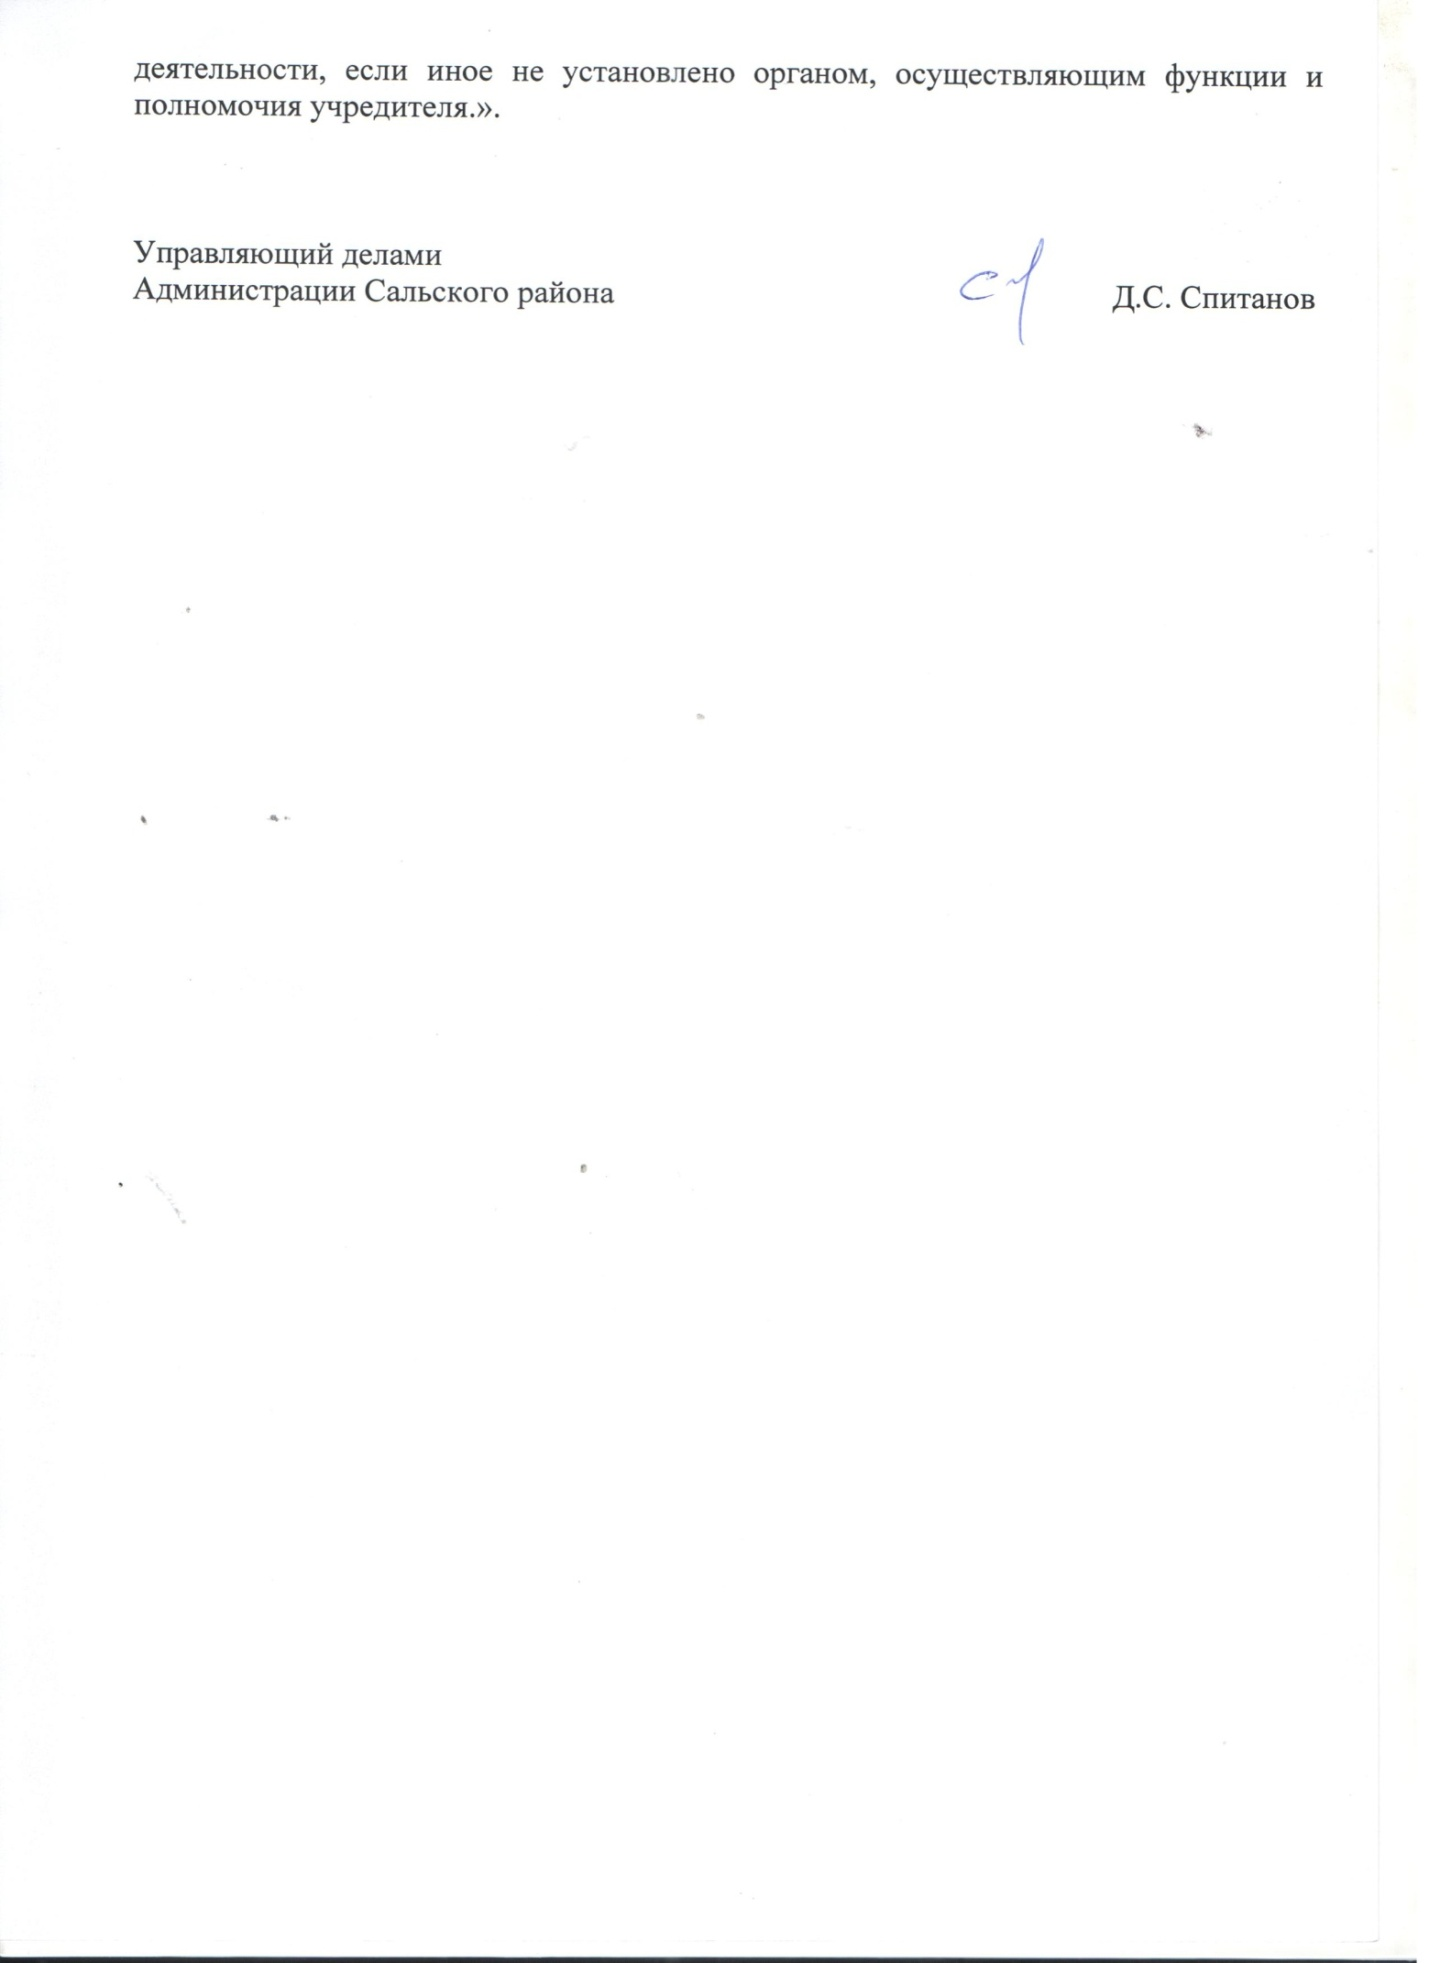 деятельности, если иное не установлено органом, осуществляющим функции и
полномочия учредителя.».
Управляющий делами
Администрации Сальского района
Д.С. Спитанов